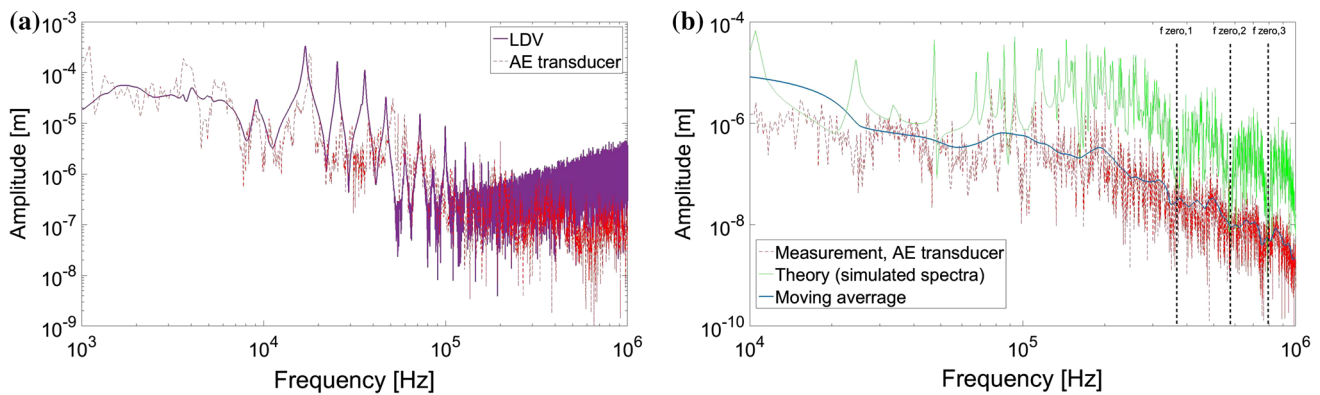 (a)
10^-3
10^-4
10^-5
10^-6
10^-7
10^-8
10^-9
Amplitude [m]
LDV
AE transducer
10^3
10^4
10^5
10^6
Frequency [Hz]
(b)
10^-4
10^-6
10^-8
10^-10
Amplitude [m]
f zero,1
f zero,2
f zero,3
Measurement, AE transducer
Theory (simulated spectra)
Moving averrage
10^4
10^5
10^6
Frequency [Hz]